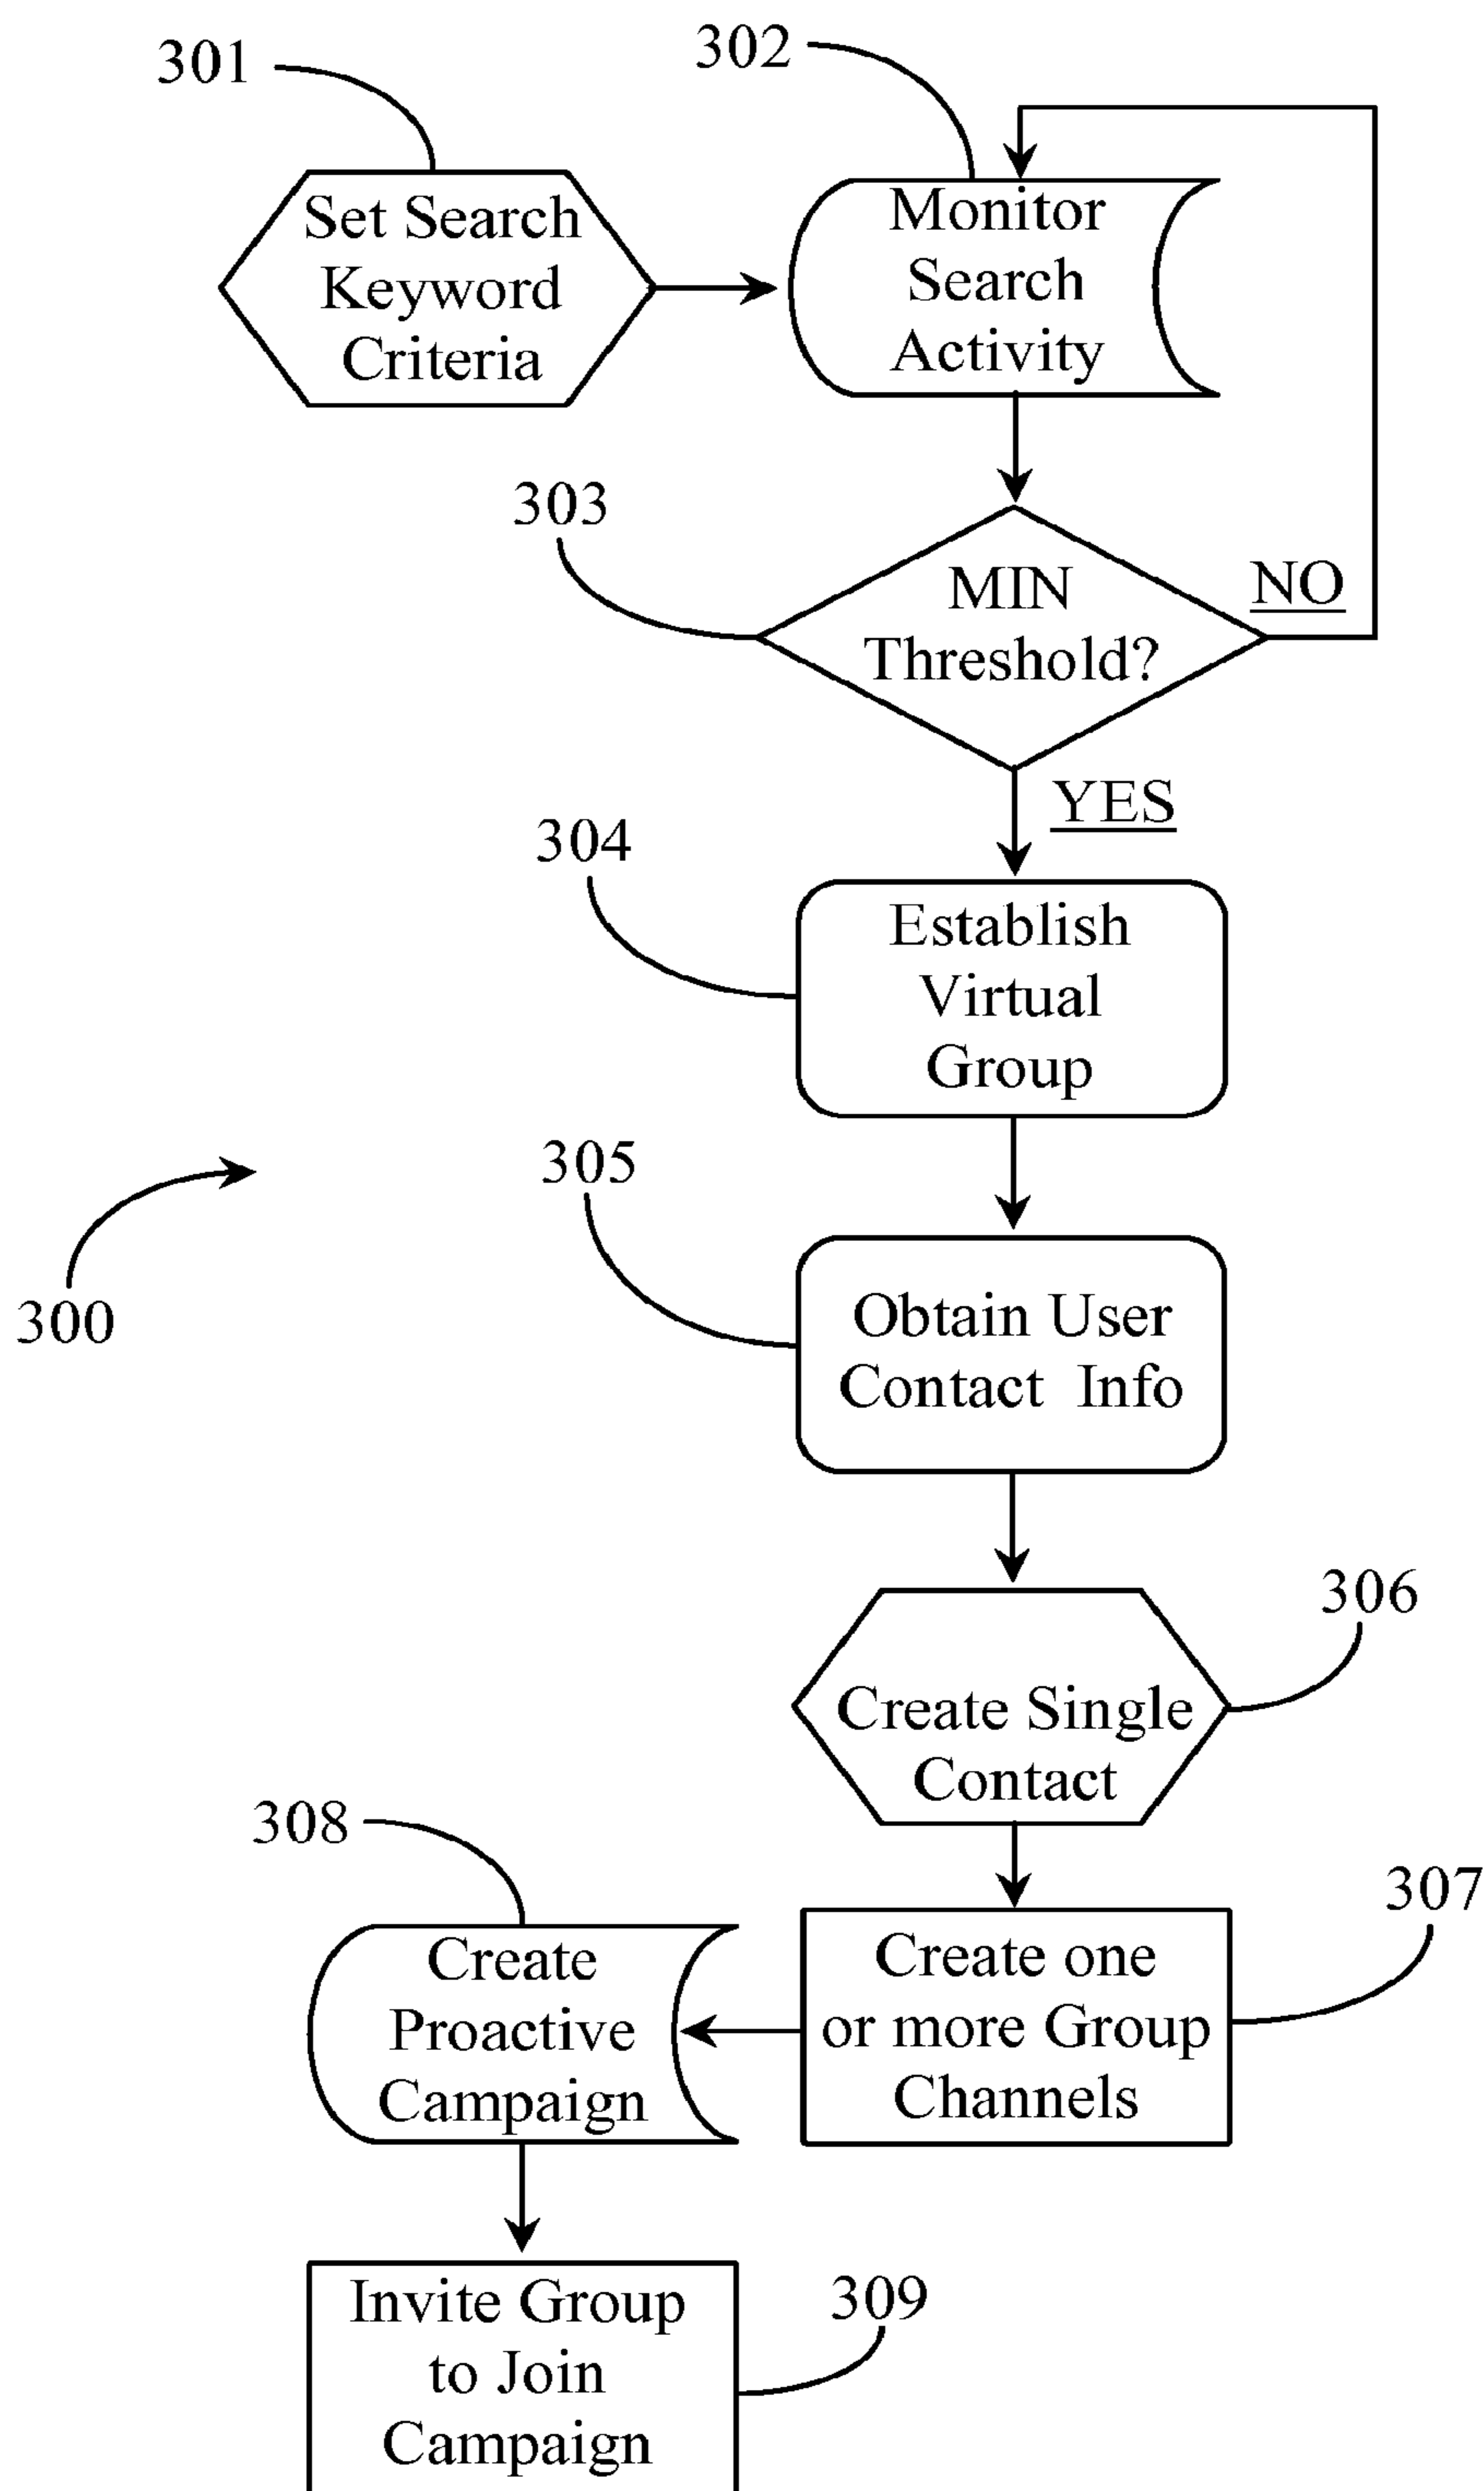 301
302
Set Search
Keyword
Criteria
Monitor
Search
Activity
303
MIN
Threshold?
NO
YES
304
Establish
Virtual
Group
305
300
Obtain User
Contact Info
306
Create Single
Contact
308
307
Create
Proactive
Campaign
Create one
or more Group
Channels
309
Invite Group
to Join
Campaign